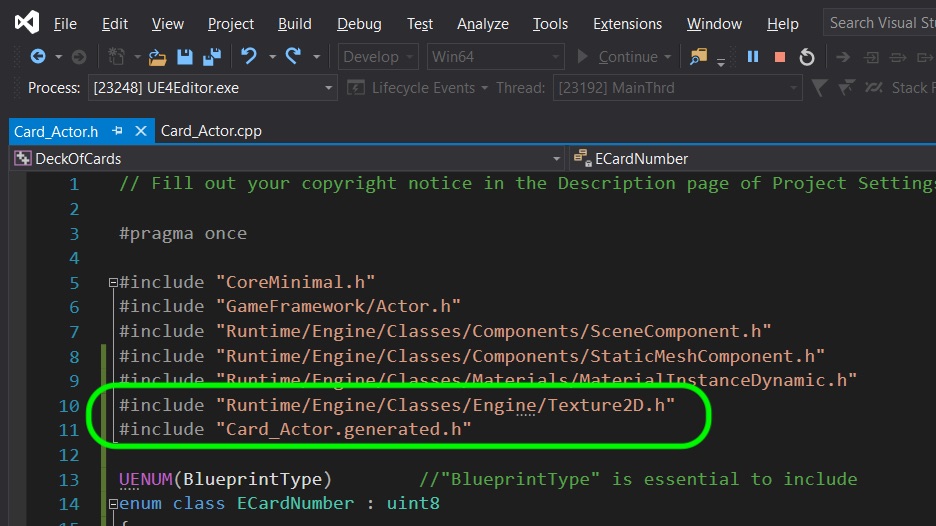 File Edit View Project Build Debug Test Analyze Tools Extensions Window Help Search Visual Stu
Develop Win64 Continue
Process: [23248] UE4Editor.exe Lifecycle Events Thread: [23192] MainThrd Stack F
Card_Actor.h Card_Actor.cpp
DeckOfCards ECardNumber
1 // Fill out your copyright notice in the Description page of Project Settings
2
3 #pragma once
4
5 #include "CoreMinimal.h"
6 #include "GameFramework/Actor.h"
7 #include "Runtime/Engine/Classes/Components/SceneComponent.h"
8 #include "Runtime/Engine/Classes/Components/StaticMeshComponent.h"
9 #include "Runtime/Engine/Classes/Materials/MaterialInstanceDynamic.h"
10 #include "Runtime/Engine/Classes/Engine/Texture2D.h"
11 #include "Card_Actor.generated.h"
12
13 UENUM(BlueprintType) //"BlueprintType" is essential to include
14 enum class ECardNumber : uint8
15 {